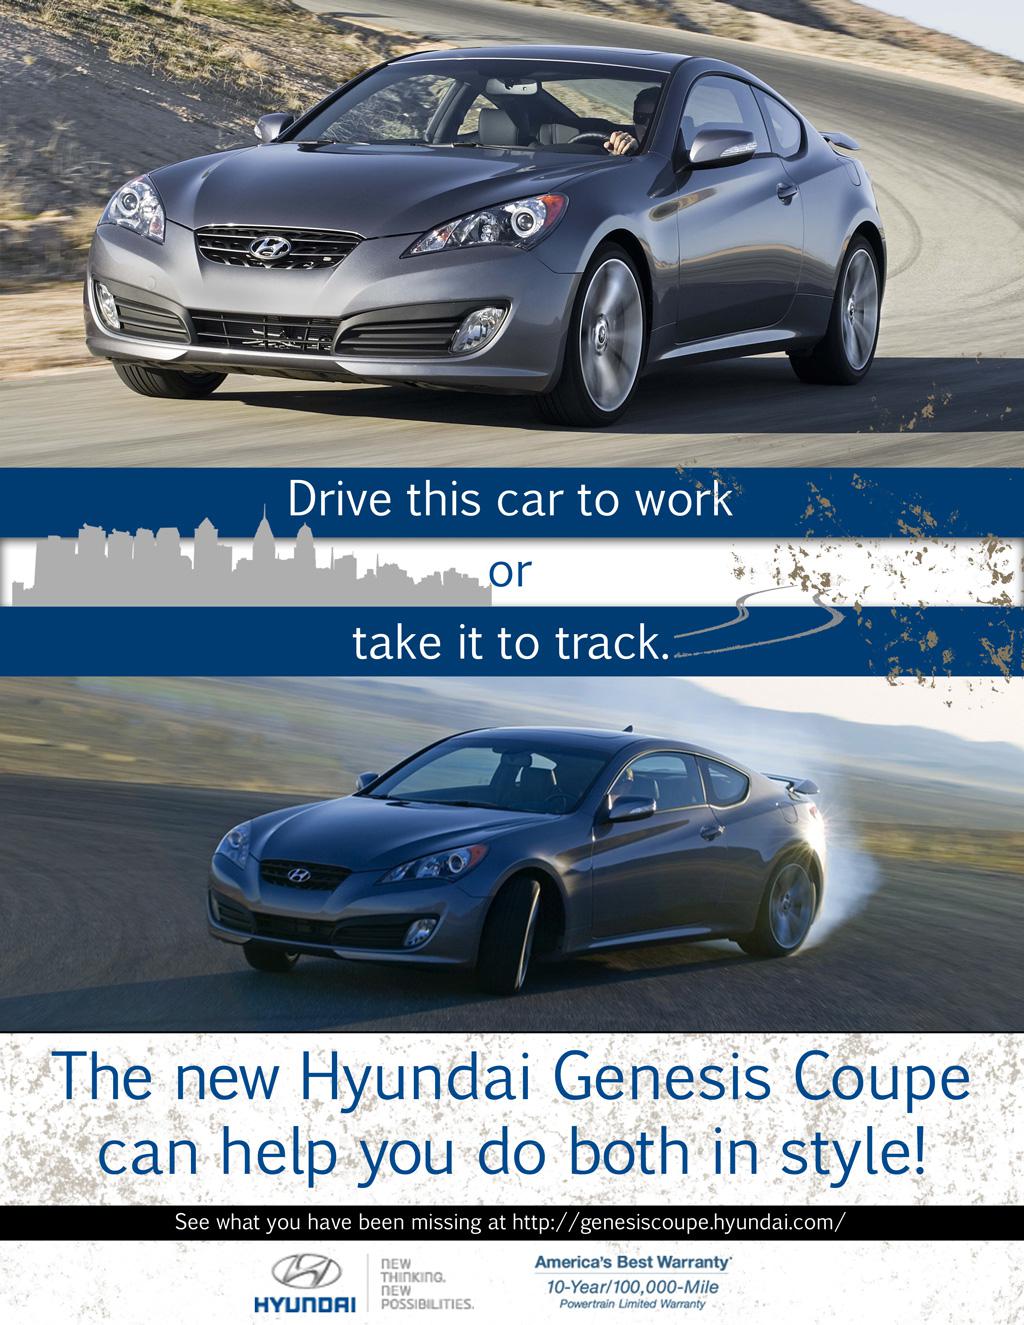 Drive this car to work
or
take it to track.
The new Hyundai Genesis Coupe
can help you do both in style!
See what you have been missing at http://genesiscoupe.hyundai.com/
HYUNDAI
NEW
THINKING.
NEW
POSSIBILITIES.
America's Best Warranty*
10-Year/100,000-Mile
Powertrain Limited Warranty